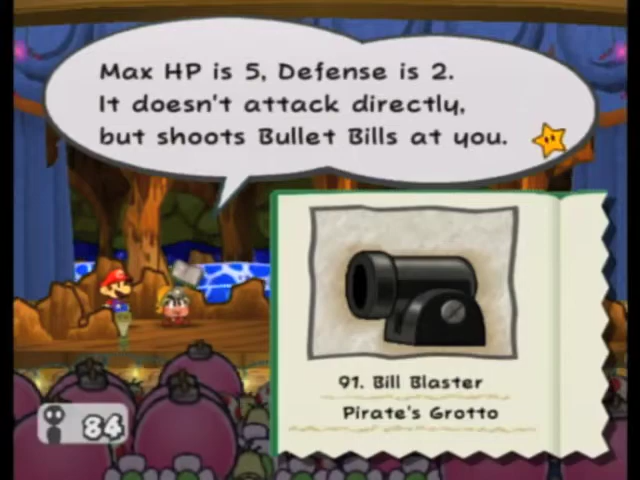 Max HP is 5, Defense is 2.
It doesn't attack directly,
but shoots Bullet Bills at you.
91. Bill Blaster
Pirate's Grotto
84